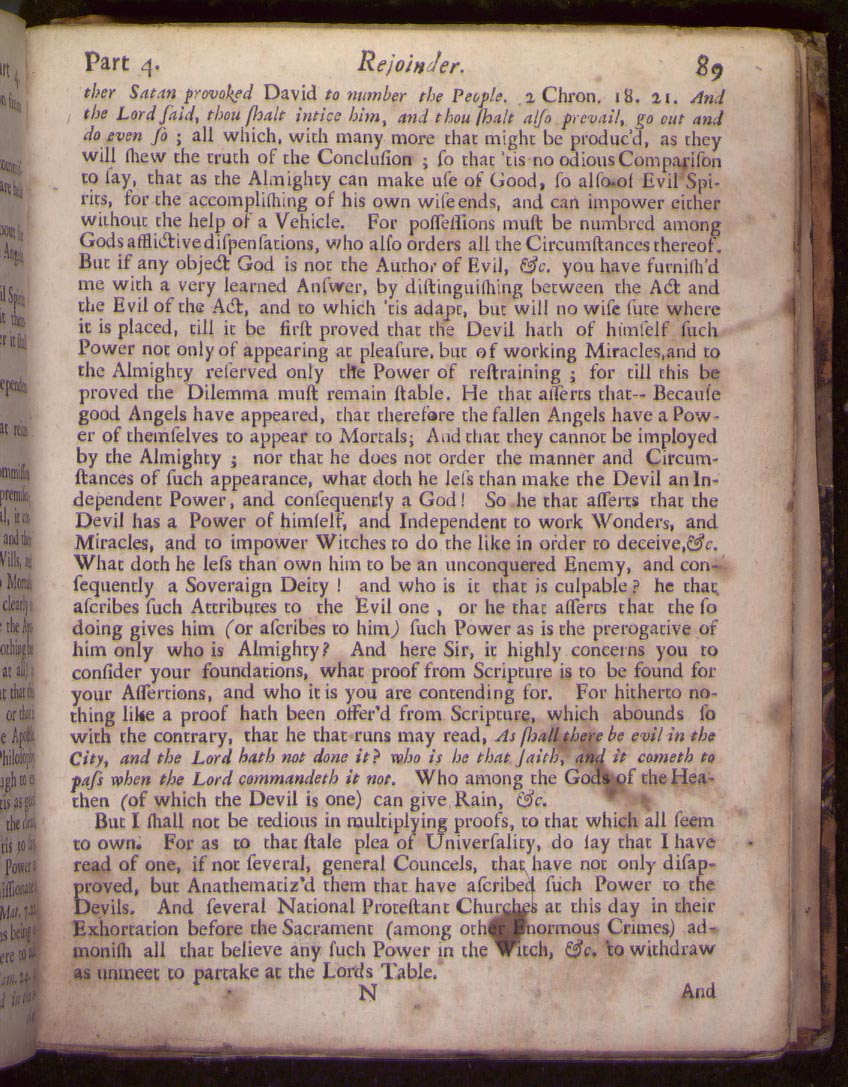 Part 4. Rejoinder. 89
ther Satan provoked David to number the People. 2 Chron. 18. 21. And
the Lord ſaid, thou ſhalt intice him, and thou ſhalt alſo prevail, go out and
do even ſo ; all which, with many more that might be produc'd, as they
will ſhew the truth of the Concluſion ; ſo that 'tis no odious Compariſon
to ſay, that as the Almighty can make uſe of Good, ſo alſo of Evil Spi-
rits, for the accompliſhing of his own wiſe ends, and can impower either
without the help of a Vehicle. For poſſeſſions muſt be numbred among
Gods afflictive diſpenſations, who alſo orders all the Circumſtances thereof.
But if any object God is not the Author of Evil, &c. you have furniſh'd
me with a very learned Anſwer, by diſtinguiſhing between the Act and
the Evil of the Act, and to which 'tis adapt, but will no wiſe ſute where
it is placed, till it be firſt proved that the Devil hath of himſelf ſuch
Power not only of appearing at pleaſure, but of working Miracles,and to
the Almighty reſerved only the Power of reſtraining ; for till this be
proved the Dilemma muſt remain ſtable. He that aſſerts that-- Becauſe
good Angels have appeared, that therefore the fallen Angels have a Pow-
er of themſelves to appear to Mortals; And that they cannot be imployed
by the Almighty ; nor that he does not order the manner and Circum-
ſtances of ſuch appearance, what doth he leſs than make the Devil an In-
dependent Power, and conſequently a God! So he that aſſerts that the
Devil has a Power of himſelf, and Independent to work Wonders, and
Miracles, and to impower Witches to do the like in order to deceive,&c.
What doth he leſs than own him to be an unconquered Enemy, and con-
ſequently a Soveraign Deity ! and who is it that is culpable ? he that
aſcribes ſuch Attributes to the Evil one , or he that aſſerts that the ſo
doing gives him (or aſcribes to him) ſuch Power as is the prerogative of
him only who is Almighty? And here Sir, it highly concerns you to
conſider your foundations, what proof from Scripture is to be found for
your Aſſertions, and who it is you are contending for. For hitherto no-
thing like a proof hath been offer'd from Scripture, which abounds ſo
with the contrary, that he that runs may read, As ſhall there be evil in the
City, and the Lord hath not done it? who is he that ſaith, and it cometh to
paſs when the Lord commandeth it not. Who among the Gods of the Hea-
then (of which the Devil is one) can give Rain, &c.
But I ſhall not be tedious in multiplying proofs, to that which all ſeem
to own. For as to that ſtale plea of Univerſality, do ſay that I have
read of one, if not ſeveral, general Councels, that have not only diſap-
proved, but Anathematiz'd them that have aſcribed ſuch Power to the
Devils. And ſeveral National Proteſtant Churches at this day in their
Exhortation before the Sacrament (among other Enormous Crimes) ad-
moniſh all that believe any ſuch Power in the Witch, &c. to withdraw
as unmeet to partake at the Lords Table.
N And